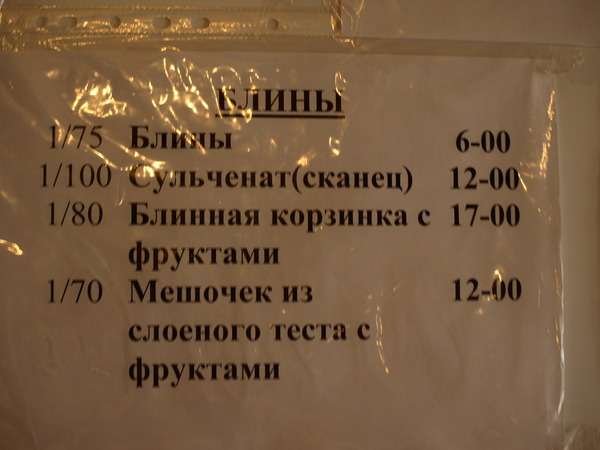 БЛИНЫ
1/75 Блины 6-00
1/100 Сульченат(сканец) 12-00
1/80 Блинная корзинка с 17-00
фруктами
1/70 Мешочек из 12-00
слоеного теста с
фруктами